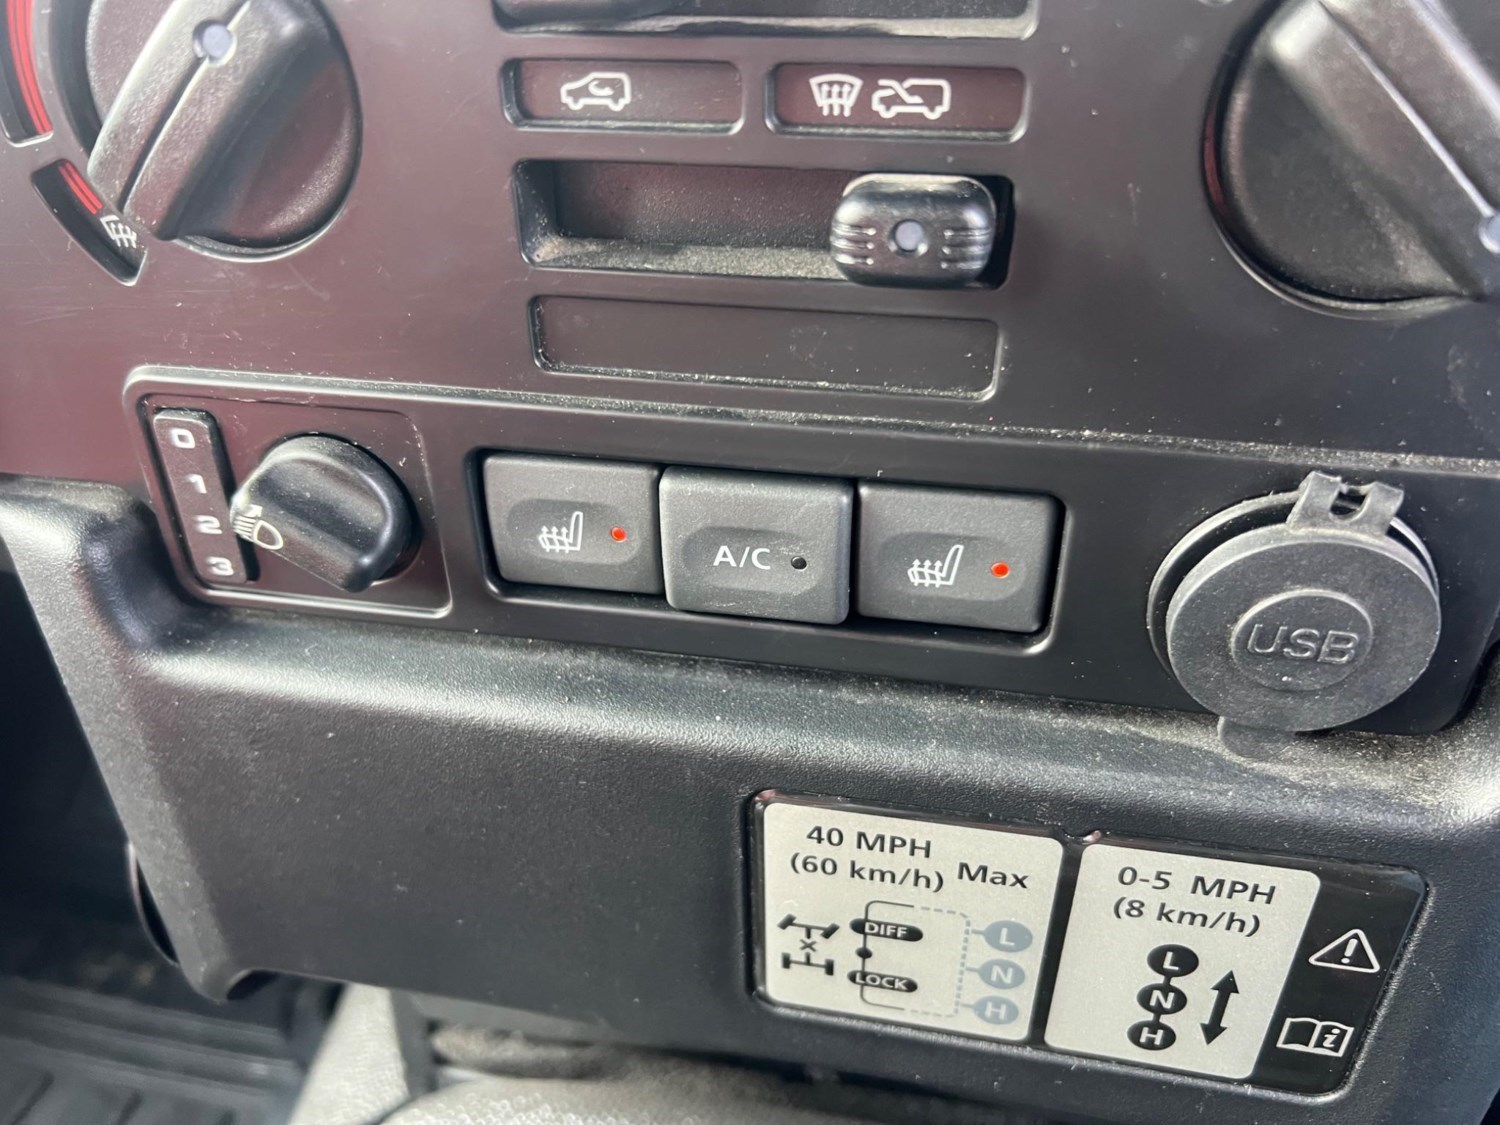 0
1
2
3
A/C
USB
40 MPH
(60 km/h) Max
DIFF
LOCK
L
N
H
0-5 MPH
(8 km/h)
L
N
H